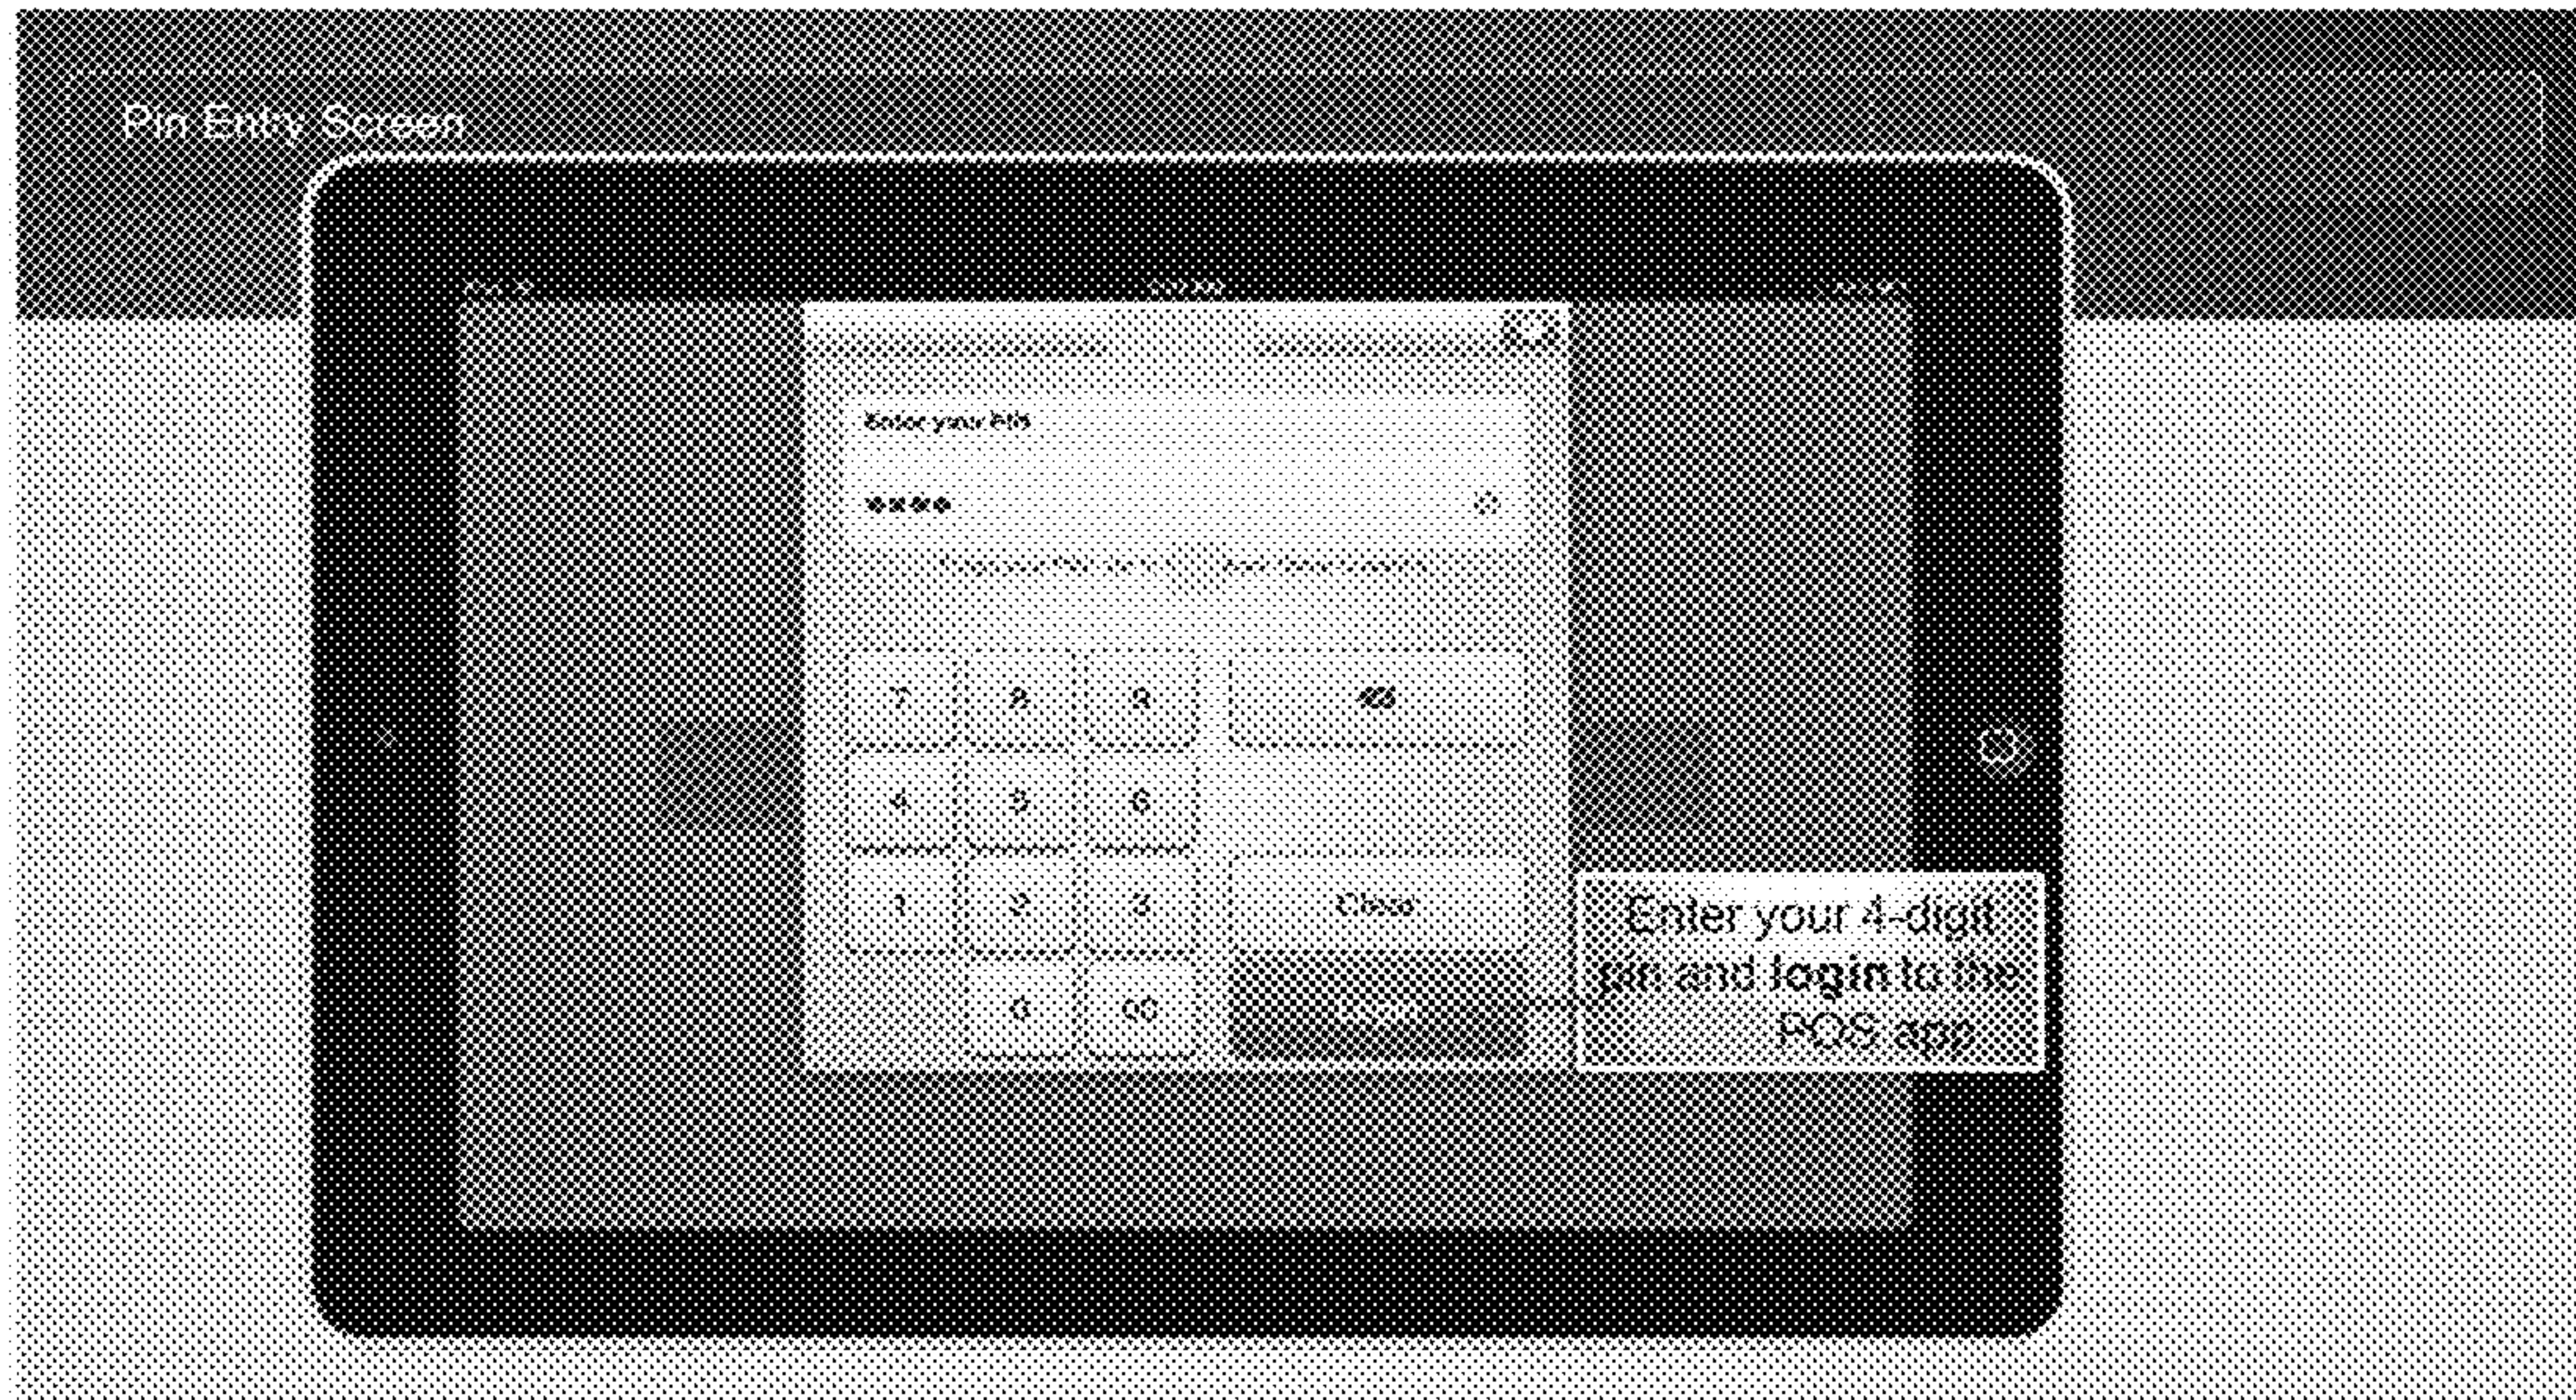 Pin Entry Screen
Enter your PIN
7 8 9
4 5 6
1 2 3
Clear
0 00
Enter your 4-digit
pin and login to the
POS app